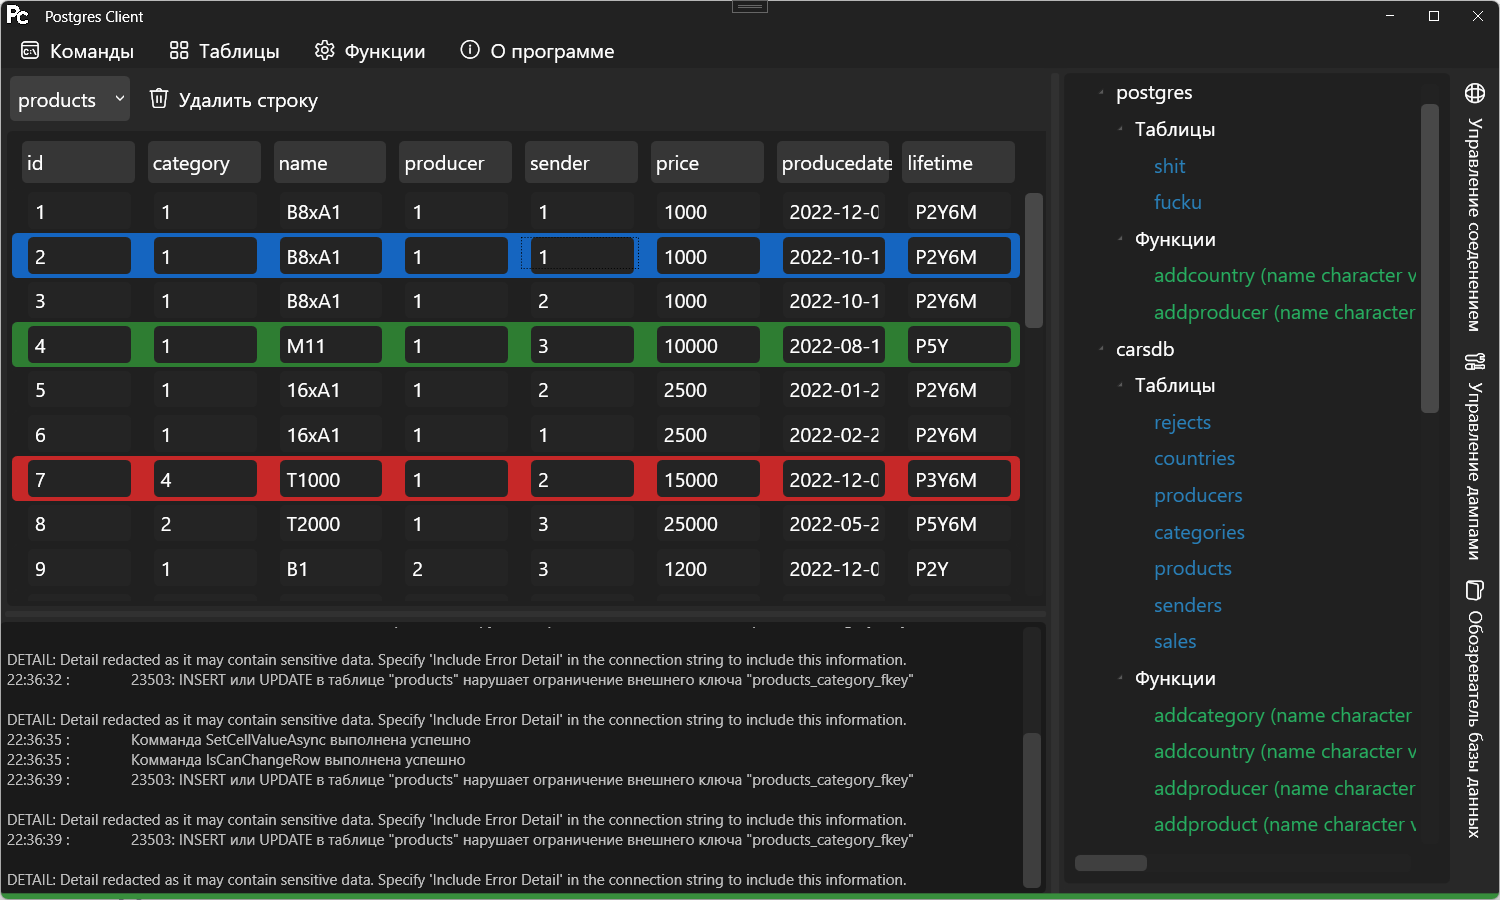 Pc Postgres Client
Команды Таблицы Функции О программе
products Удалить строку
id category name producer sender price producedate lifetime
1 1 B8xA1 1 1 1000 2022-12-0 P2Y6M
2 1 B8xA1 1 1 1000 2022-10-1 P2Y6M
3 1 B8xA1 1 2 1000 2022-10-1 P2Y6M
4 1 M11 1 3 10000 2022-08-1 P5Y
5 1 16xA1 1 2 2500 2022-01-2 P2Y6M
6 1 16xA1 1 1 2500 2022-02-2 P2Y6M
7 4 T1000 1 2 15000 2022-12-0 P3Y6M
8 2 T2000 1 3 25000 2022-05-2 P5Y6M
9 1 B1 2 3 1200 2022-12-0 P2Y
DETAIL: Detail redacted as it may contain sensitive data. Specify 'Include Error Detail' in the connection string to include this information.
22:36:32 : 23503: INSERT или UPDATE в таблице "products" нарушает ограничение внешнего ключа "products_category_fkey"
DETAIL: Detail redacted as it may contain sensitive data. Specify 'Include Error Detail' in the connection string to include this information.
22:36:35 : Комманда SetCellValueAsync выполнена успешно
22:36:35 : Комманда IsCanChangeRow выполнена успешно
22:36:39 : 23503: INSERT или UPDATE в таблице "products" нарушает ограничение внешнего ключа "products_category_fkey"
DETAIL: Detail redacted as it may contain sensitive data. Specify 'Include Error Detail' in the connection string to include this information.
22:36:39 : 23503: INSERT или UPDATE в таблице "products" нарушает ограничение внешнего ключа "products_category_fkey"
DETAIL: Detail redacted as it may contain sensitive data. Specify 'Include Error Detail' in the connection string to include this information.
postgres
Таблицы
shit
fucku
Функции
addcountry (name character v
addproducer (name character
carsdb
Таблицы
rejects
countries
producers
categories
products
senders
sales
Функции
addcategory (name character
addcountry (name character v
addproducer (name character
addproduct (name character v
Управление соеденением
Управление дампами
Обозреватель базы данных